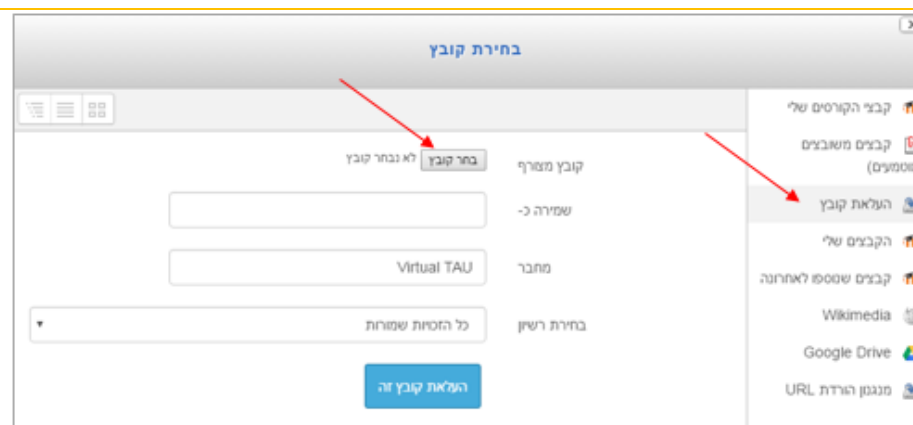 בחירת קובץ
קבצי הקורסים שלי
קבצים משובצים
העלאת קובץ
הקבצים שלי
קבצים שנוספו לאחרונה
Wikimedia
Google Drive
מנגנון הורדת URL
קובץ מצורף
בחר קובץ לא נבחר קובץ
שמירה כ-
מחבר
Virtual TAU
בחירת רשיון
כל הזכויות שמורות
העלאת קובץ זה